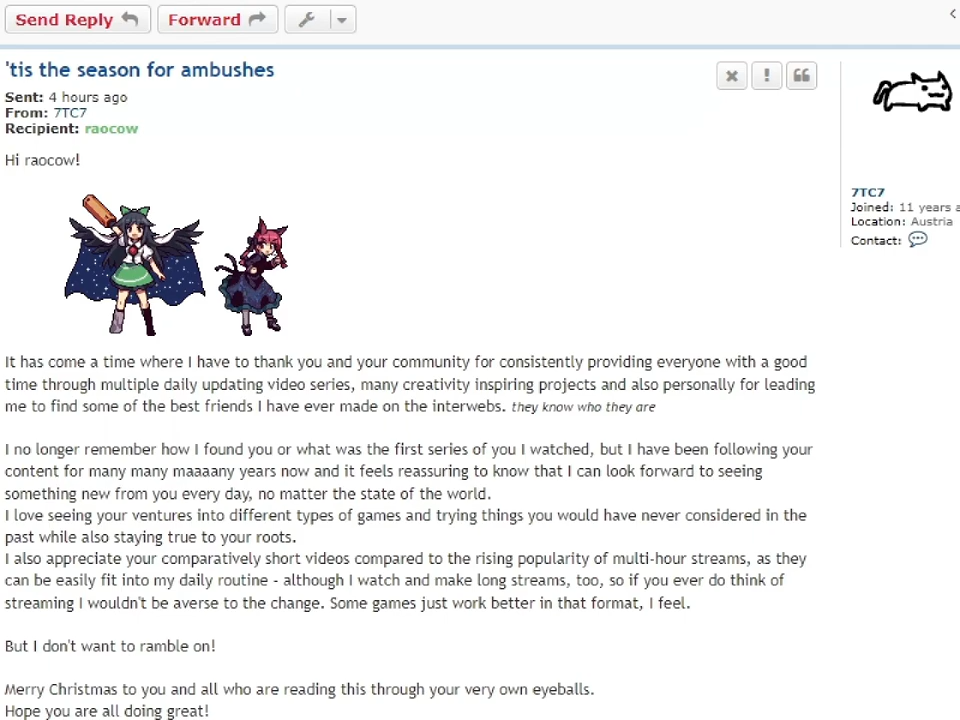 Send Reply
Forward
'tis the season for ambushes
Sent: 4 hours ago
From: 7TC7
Recipient: raocow
Hi raocow!
It has come a time where I have to thank you and your community for consistently providing everyone with a good
time through multiple daily updating video series, many creativity inspiring projects and also personally for leading
me to find some of the best friends I have ever made on the interwebs. they know who they are
I no longer remember how I found you or what was the first series of you I watched, but I have been following your
content for many many maaaany years now and it feels reassuring to know that I can look forward to seeing
something new from you every day, no matter the state of the world.
I love seeing your ventures into different types of games and trying things you would have never considered in the
past while also staying true to your roots.
I also appreciate your comparatively short videos compared to the rising popularity of multi-hour streams, as they
can be easily fit into my daily routine - although I watch and make long streams, too, so if you ever do think of
streaming I wouldn't be averse to the change. Some games just work better in that format, I feel.
But I don't want to ramble on!
Merry Christmas to you and all who are reading this through your very own eyeballs.
Hope you are all doing great!
7TC7
Joined: 11 years a
Location: Austria
Contact: